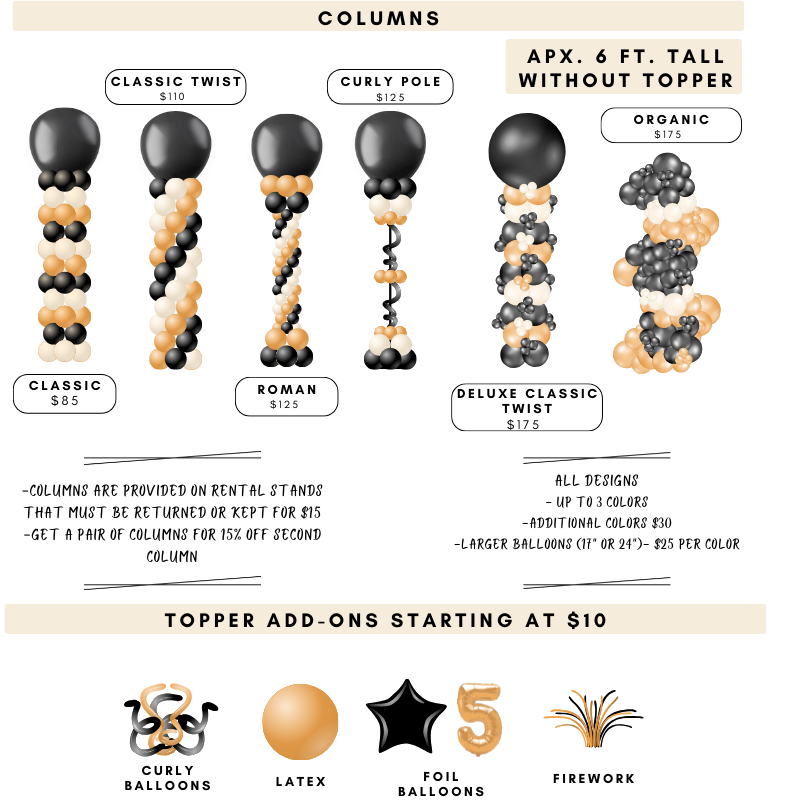 COLUMNS
APX. 6 FT. TALL
WITHOUT TOPPER
CLASSIC TWIST
$110
CURLY POLE
$125
ORGANIC
$175
CLASSIC
$85
ROMAN
$125
DELUXE CLASSIC
TWIST
$175
-COLUMNS ARE PROVIDED ON RENTAL STANDS
THAT MUST BE RETURNED OR KEPT FOR $15
-GET A PAIR OF COLUMNS FOR 15% OFF SECOND
COLUMN
ALL DESIGNS
- UP TO 3 COLORS
-ADDITIONAL COLORS $30
-LARGER BALLOONS (17" OR 24")- $25 PER COLOR
TOPPER ADD-ONS STARTING AT $10
5
CURLY
BALLOONS
LATEX
FOIL
BALLOONS
FIREWORK